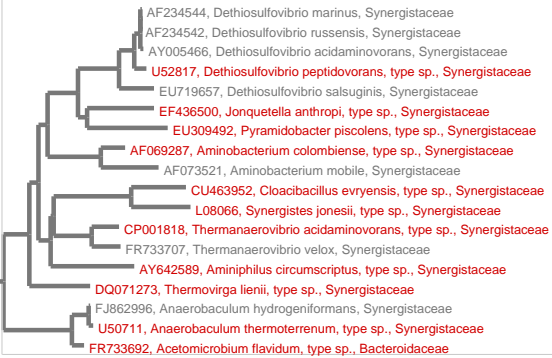 AF234544, Dethiosulfovibrio marinus, Synergistaceae
AF234542, Dethiosulfovibrio russensis, Synergistaceae
AY005466, Dethiosulfovibrio acidaminovorans, Synergistaceae
U52817, Dethiosulfovibrio peptidovorans, type sp., Synergistaceae
EU719657, Dethiosulfovibrio salsuginis, Synergistaceae
EF436500, Jonquetella anthropi, type sp., Synergistaceae
EU309492, Pyramidobacter piscolens, type sp., Synergistaceae
AF069287, Aminobacterium colombiense, type sp., Synergistaceae
AF073521, Aminobacterium mobile, Synergistaceae
CU463952, Cloacibacillus evryensis, type sp., Synergistaceae
L08066, Synergistes jonesii, type sp., Synergistaceae
CP001818, Thermanaerovibrio acidaminovorans, type sp., Synergistaceae
FR733707, Thermanaerovibrio velox, Synergistaceae
AY642589, Aminiphilus circumscriptus, type sp., Synergistaceae
DQ071273, Thermovirga lienii, type sp., Synergistaceae
FJ862996, Anaerobaculum hydrogeniformans, Synergistaceae
U50711, Anaerobaculum thermoterrenum, type sp., Synergistaceae
FR733692, Acetomicrobium flavidum, type sp., Bacteroidaceae